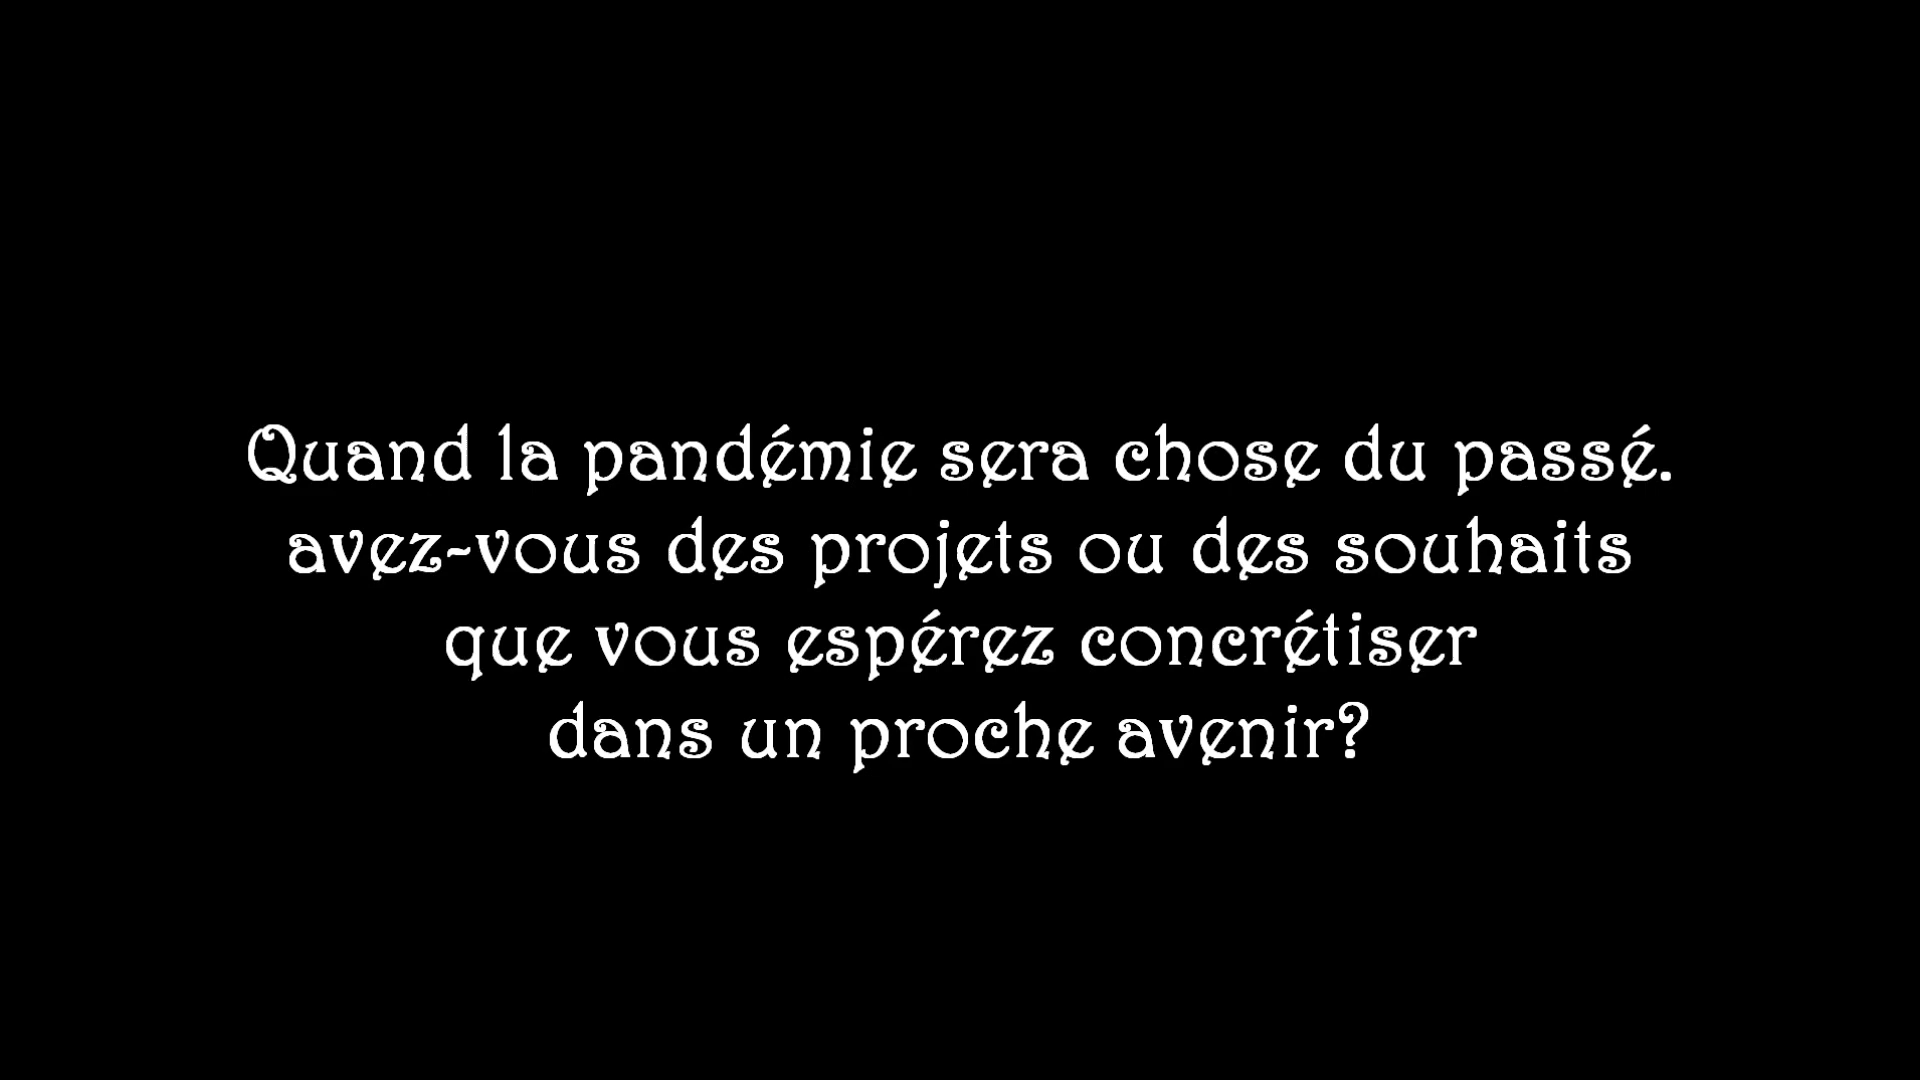 Quand la pandémie sera chose du passé.
avez-vous des projets ou des souhaits
que vous espérez concrétiser
dans un proche avenir?